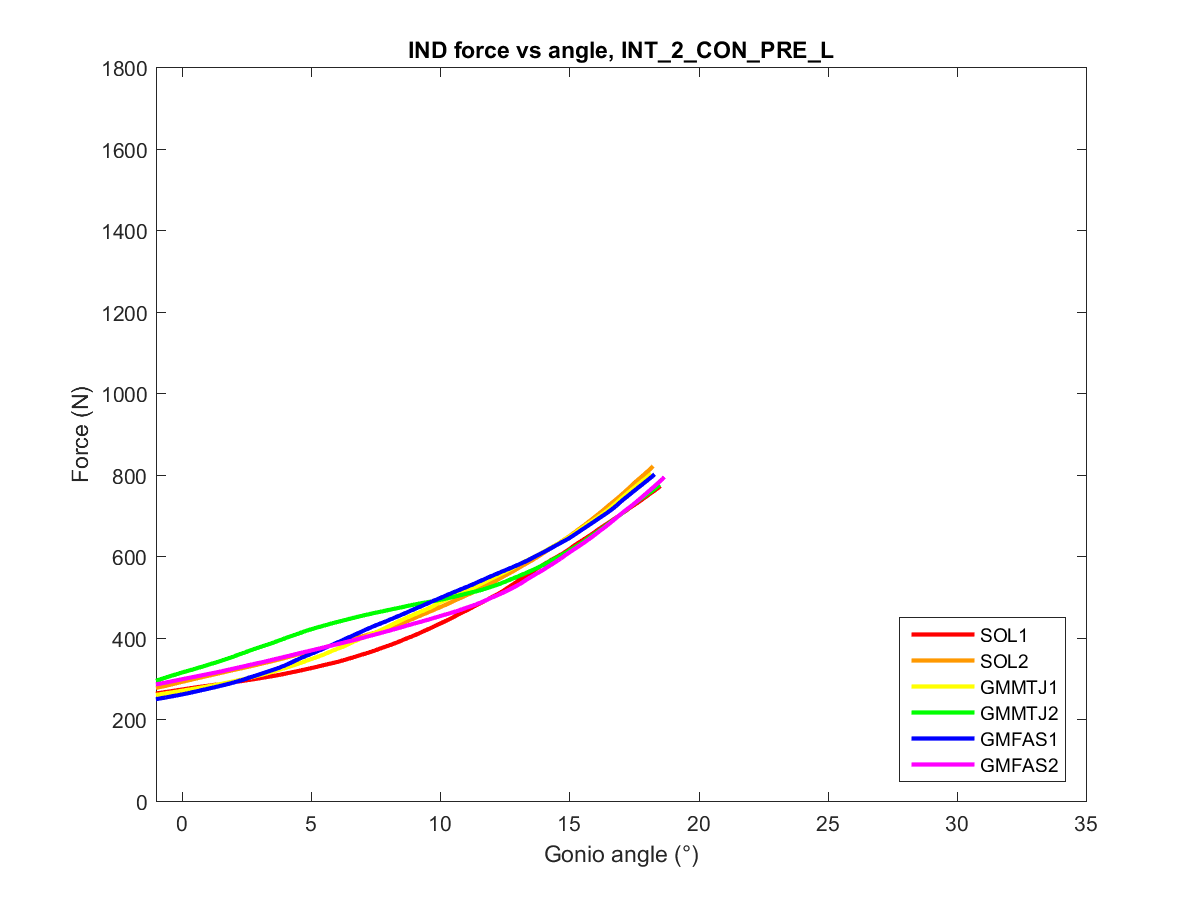 IND force vs angle, INT_2_CON_PRE_L
1800
1600
1400
1200
1000
800
600
400
200
0
Force (N)
0 5 10 15 20 25 30 35
Gonio angle (°)
SOL1
SOL2
GMMTJ1
GMMTJ2
GMFAS1
GMFAS2